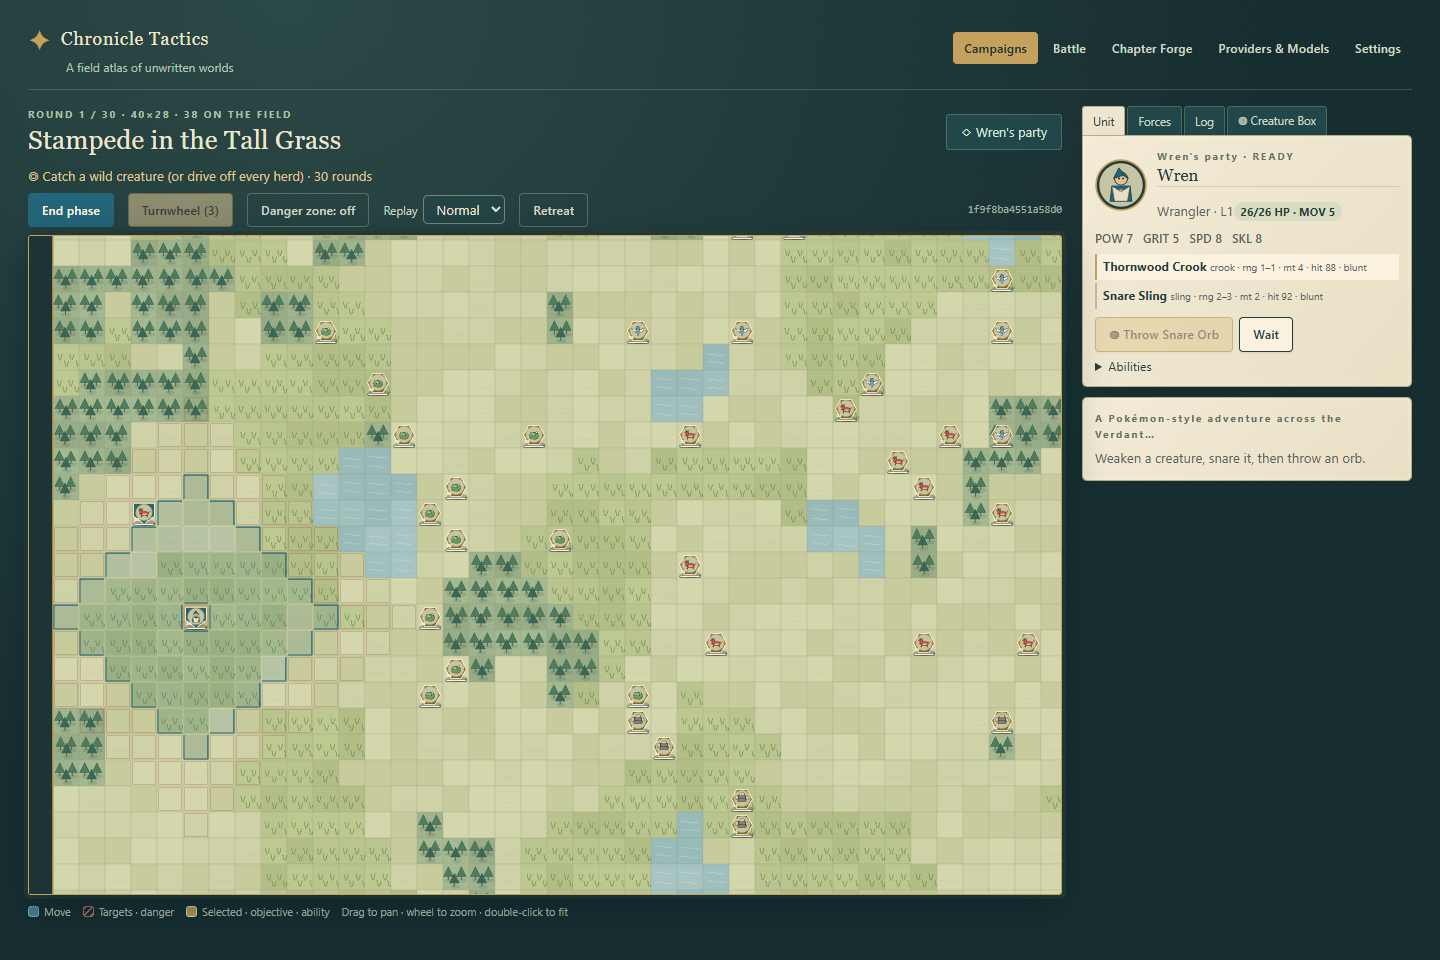 Chronicle Tactics
A field atlas of unwritten worlds
Campaigns
Battle
Chapter Forge
Providers & Models
Settings
ROUND 1 / 30 · 40×28 · 38 ON THE FIELD
Stampede in the Tall Grass
◇ Wren's party
◎ Catch a wild creature (or drive off every herd) · 30 rounds
End phase
Turnwheel (3)
Danger zone: off
Replay
Normal
Retreat
1f9f8ba4551a58d0
Unit
Forces
Log
Creature Box
Wren's party · READY
Wren
Wrangler · L1 26/26 HP · MOV 5
POW 7 GRIT 5 SPD 8 SKL 8
Thornwood Crook crook · rng 1–1 · mt 4 · hit 88 · blunt
Snare Sling sling · rng 2–3 · mt 2 · hit 92 · blunt
Throw Snare Orb
Wait
▶ Abilities
A Pokémon-style adventure across the
Verdant…
Weaken a creature, snare it, then throw an orb.
Move
Targets · danger
Selected · objective · ability
Drag to pan · wheel to zoom · double-click to fit